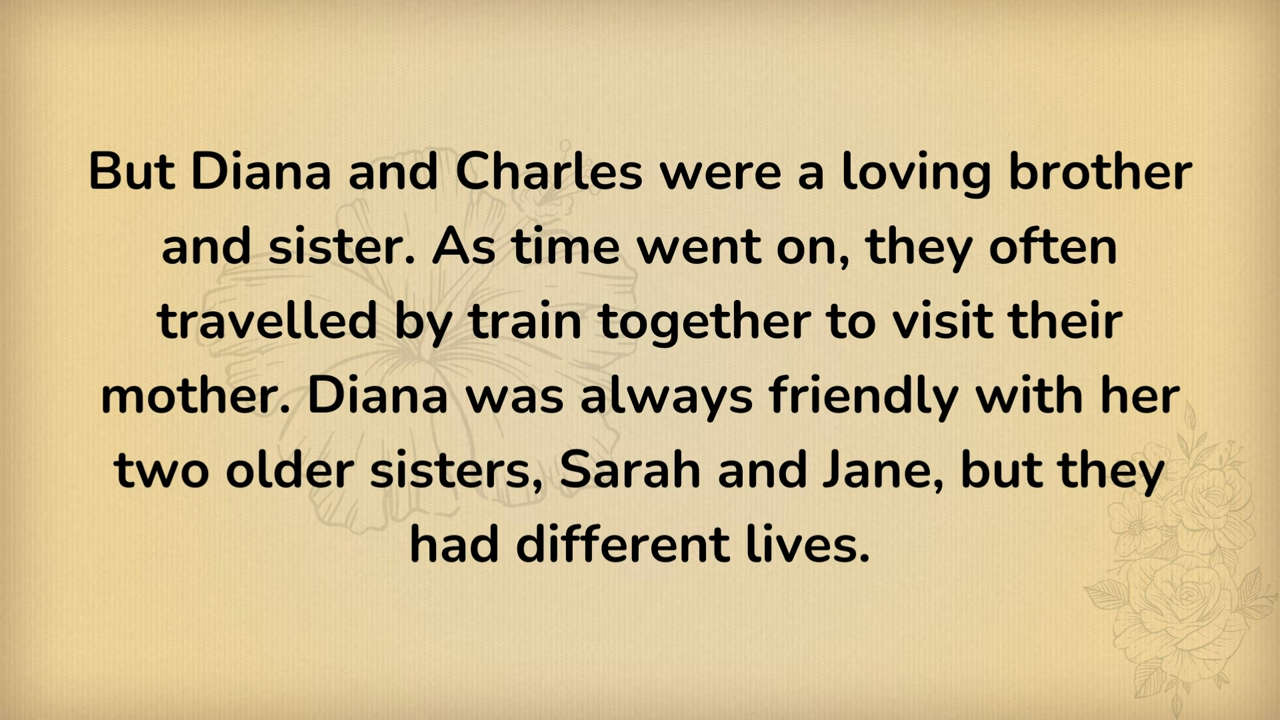 But Diana and Charles were a loving brother
and sister. As time went on, they often
travelled by train together to visit their
mother. Diana was always friendly with her
two older sisters, Sarah and Jane, but they
had different lives.